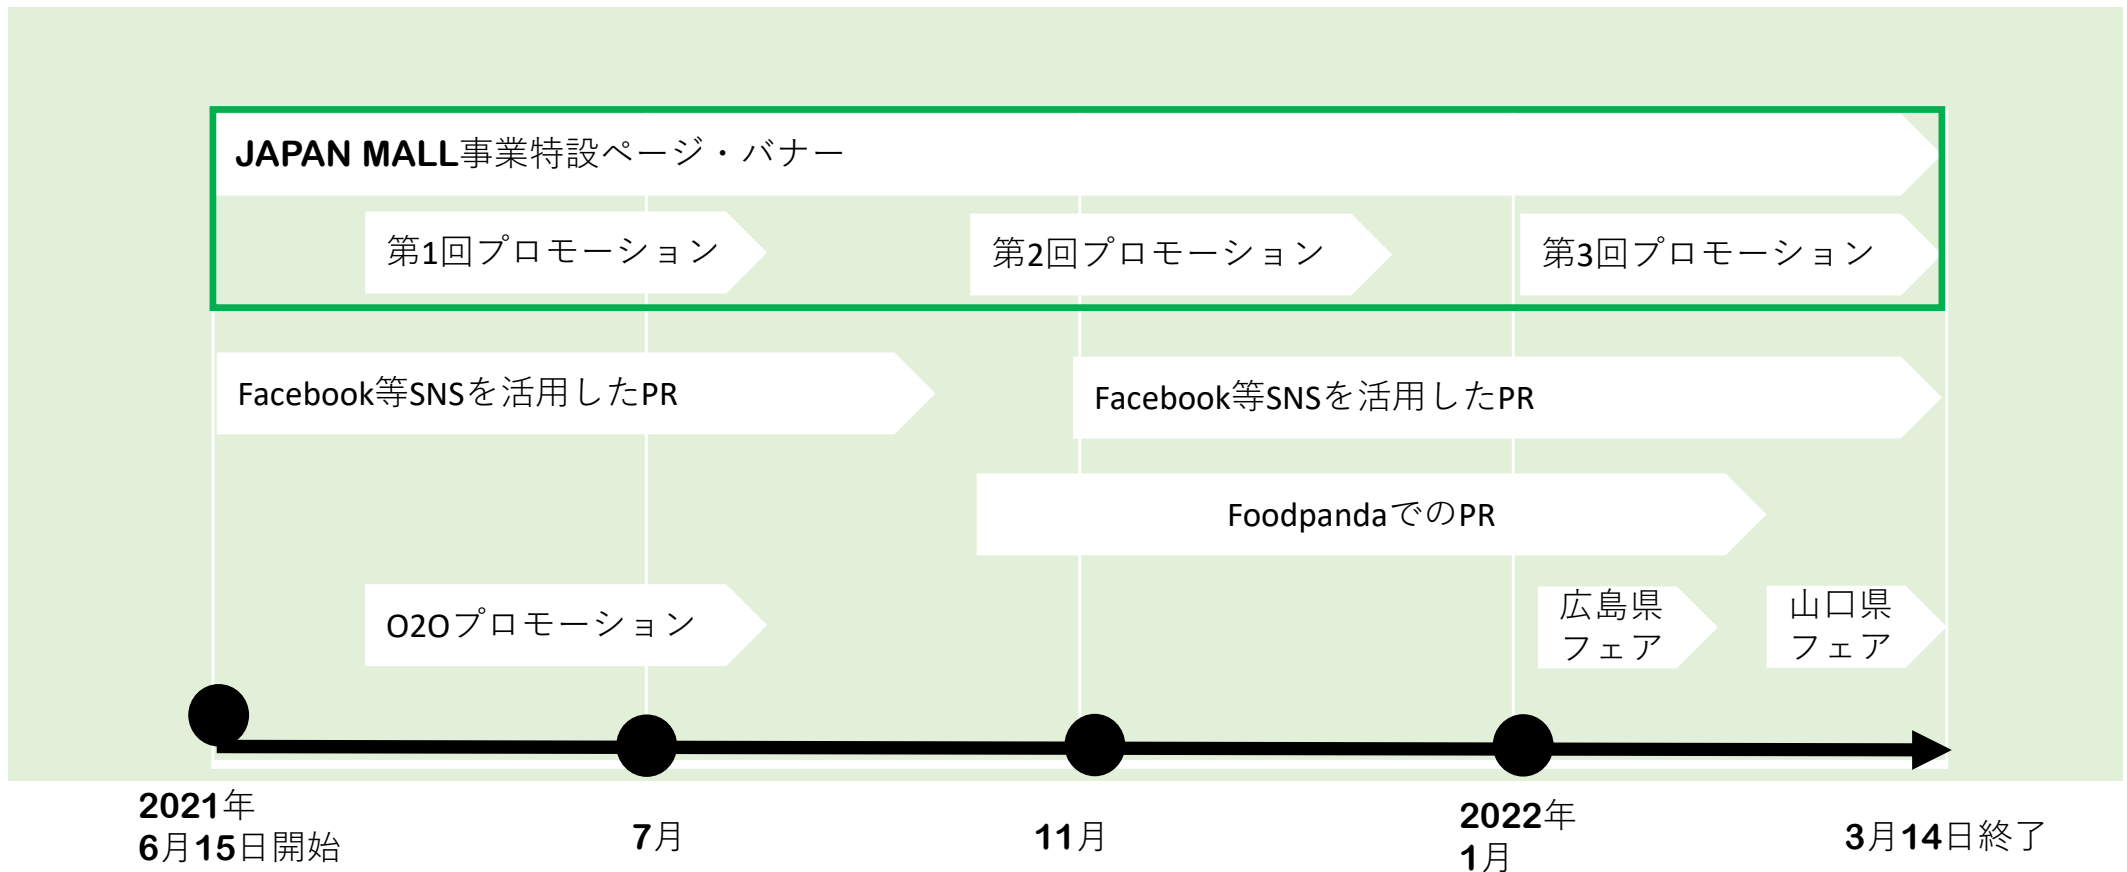 JAPAN MALL事業特設ページ・バナー
第1回プロモーション
第2回プロモーション
第3回プロモーション
Facebook等SNSを活用したPR
Facebook等SNSを活用したPR
FoodpandaでのPR
O2Oプロモーション
広島県
フェア
山口県
フェア
2021年
6月15日開始
7月
11月
2022年
1月
3月14日終了